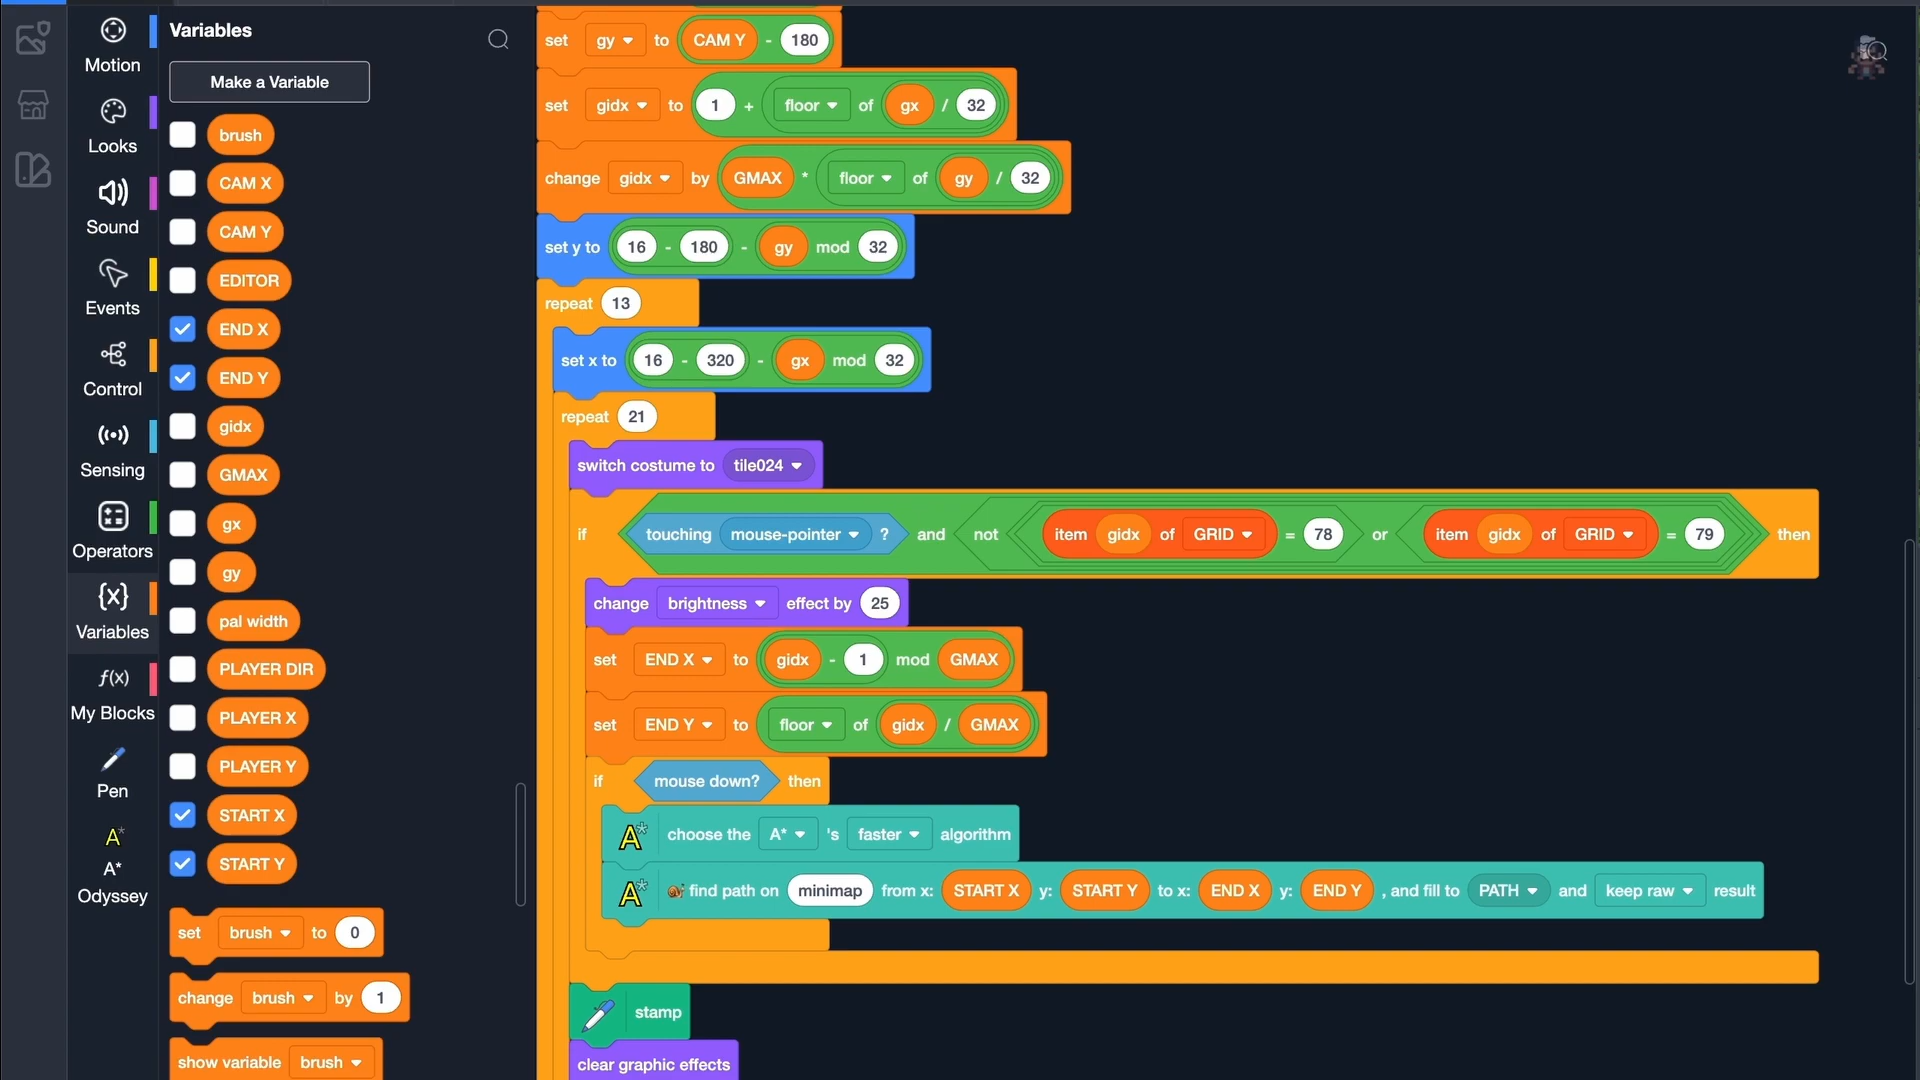 Motion
Looks
Sound
Events
Control
Sensing
Operators
{x}
Variables
f(x)
My Blocks
Pen
A*
A*
Odyssey
Variables
Make a Variable
brush
CAM X
CAM Y
EDITOR
END X
END Y
gidx
GMAX
gx
gy
pal width
PLAYER DIR
PLAYER X
PLAYER Y
START X
START Y
set brush to 0
change brush by 1
show variable brush
set gy to CAM Y - 180
set gidx to 1 + floor of gx / 32
change gidx by GMAX * floor of gy / 32
set y to 16 - 180 - gy mod 32
repeat 13
set x to 16 - 320 - gx mod 32
repeat 21
switch costume to tile024
if touching mouse-pointer ? and not item gidx of GRID = 78 or item gidx of GRID = 79 then
change brightness effect by 25
set END X to gidx - 1 mod GMAX
set END Y to floor of gidx / GMAX
if mouse down? then
A* choose the A* 's faster algorithm
A* 🐌 find path on minimap from x: START X y: START Y to x: END X y: END Y , and fill to PATH and keep raw result
stamp
clear graphic effects